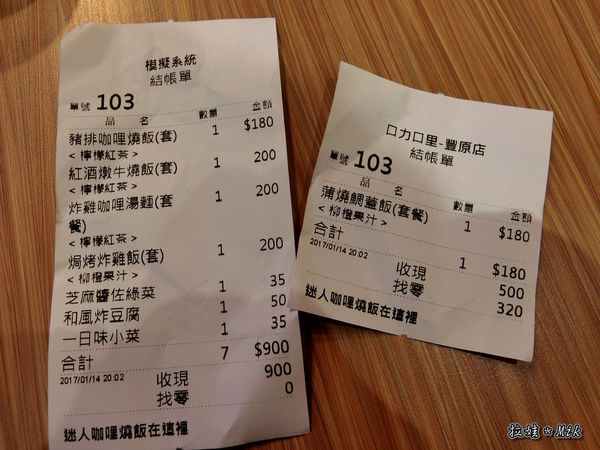 模擬系統
結帳單
單號 103
品 名 數量 金額
豬排咖哩燒飯(套) 1 $180
< 檸檬紅茶 >
紅酒燉牛燒飯(套) 1 200
< 檸檬紅茶 >
炸雞咖哩湯麵(套 1 200
餐)
< 檸檬紅茶 >
焗烤炸雞飯(套) 1 200
< 柳橙果汁 >
芝麻醬佐綠菜 1 35
和風炸豆腐 1 50
一日味小菜 1 35
合計 7 $900
2017/01/14 20:02 收現 900
找零 0
迷人咖哩燒飯在這裡
口力口里-豐原店
結帳單
單號 103
品 名 數量 金額
蒲燒鯛蓋飯(套餐) 1 $180
< 柳橙果汁 >
合計 1 $180
2017/01/14 20:02 收現 500
找零 320
迷人咖哩燒飯在這裡
拉娃☆Mik